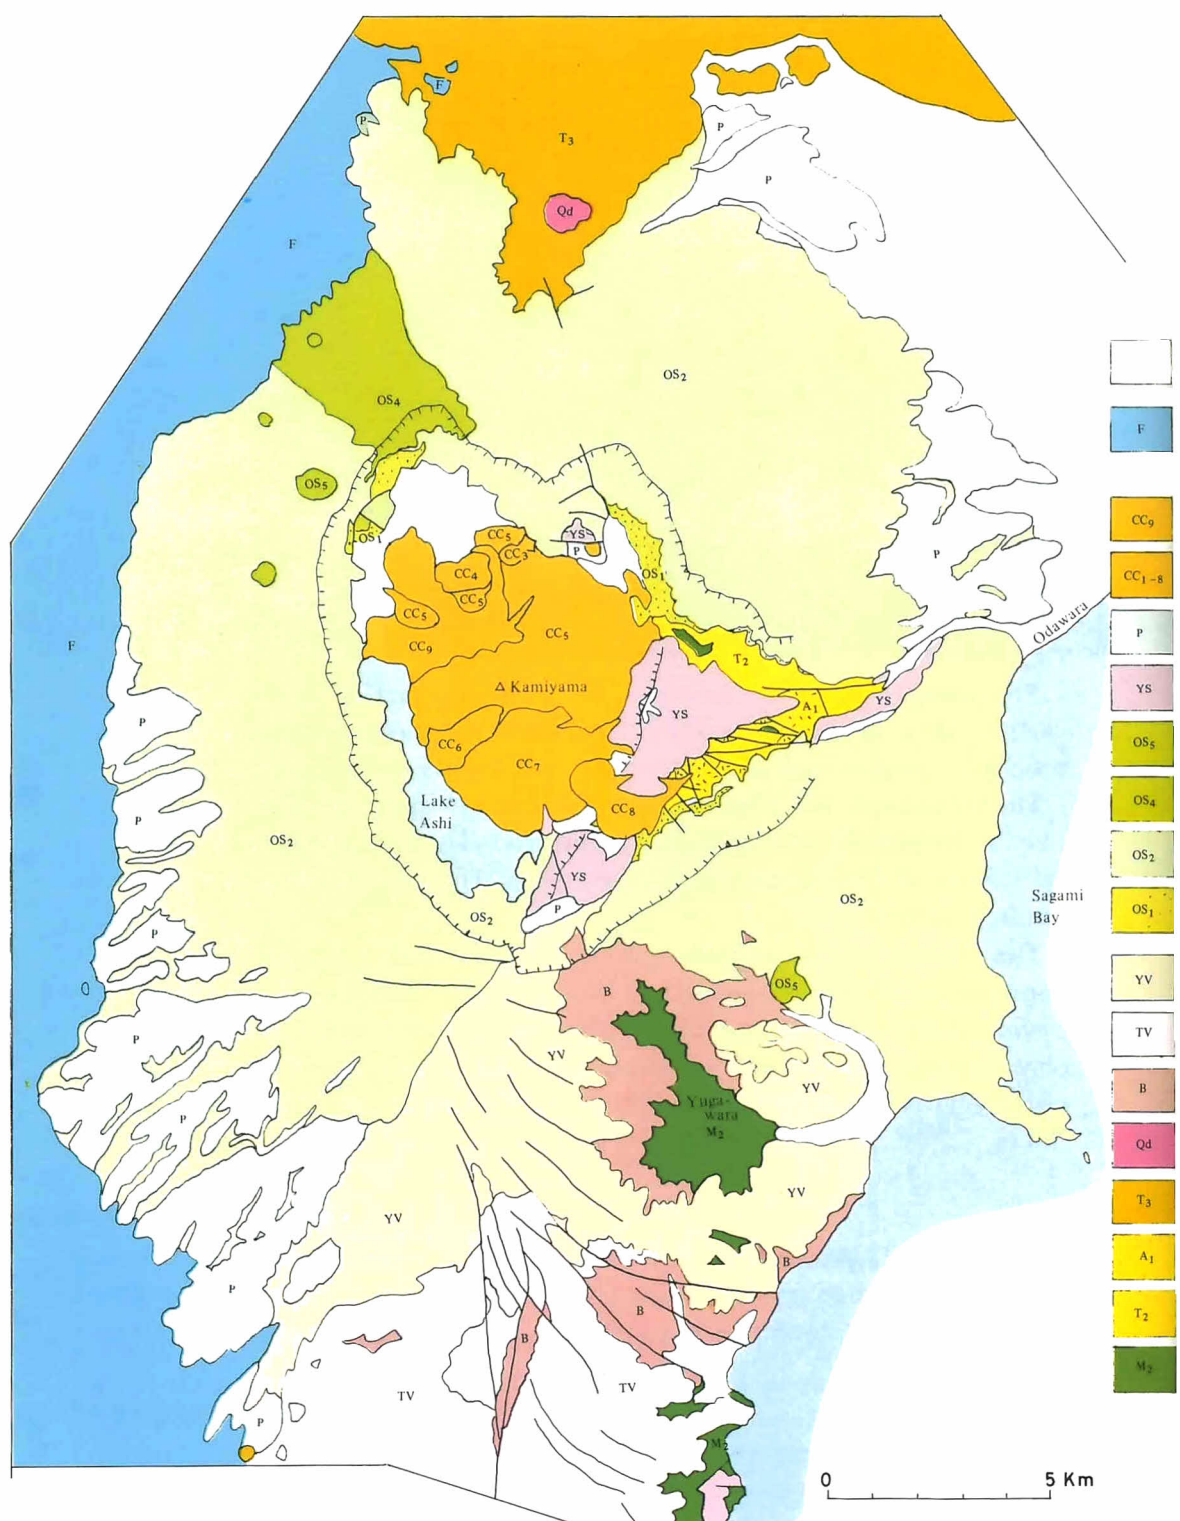 F
P
T3
P
P
Qd
F
OS2
OS4
F
OS5
CC5
YS
OS1
CC3
P
CC9
CC4
OS1
P
CC1-8
CC5
CC5
CC5
Odawara
P
F
CC9
T2
Kamiyama
YS
A1
YS
YS
P
CC6
OS5
CC7
Lake
Ashi
CC8
OS4
P
OS2
OS2
YS
OS2
Sagami
Bay
OS1
P
OS2
P
B
OS5
YV
P
YV
TV
YV
Yuga-
wara
M2
B
P
Qd
YV
YV
T3
B
A1
P
B
B
T2
TV
TV
M2
P
M2
0 5 Km